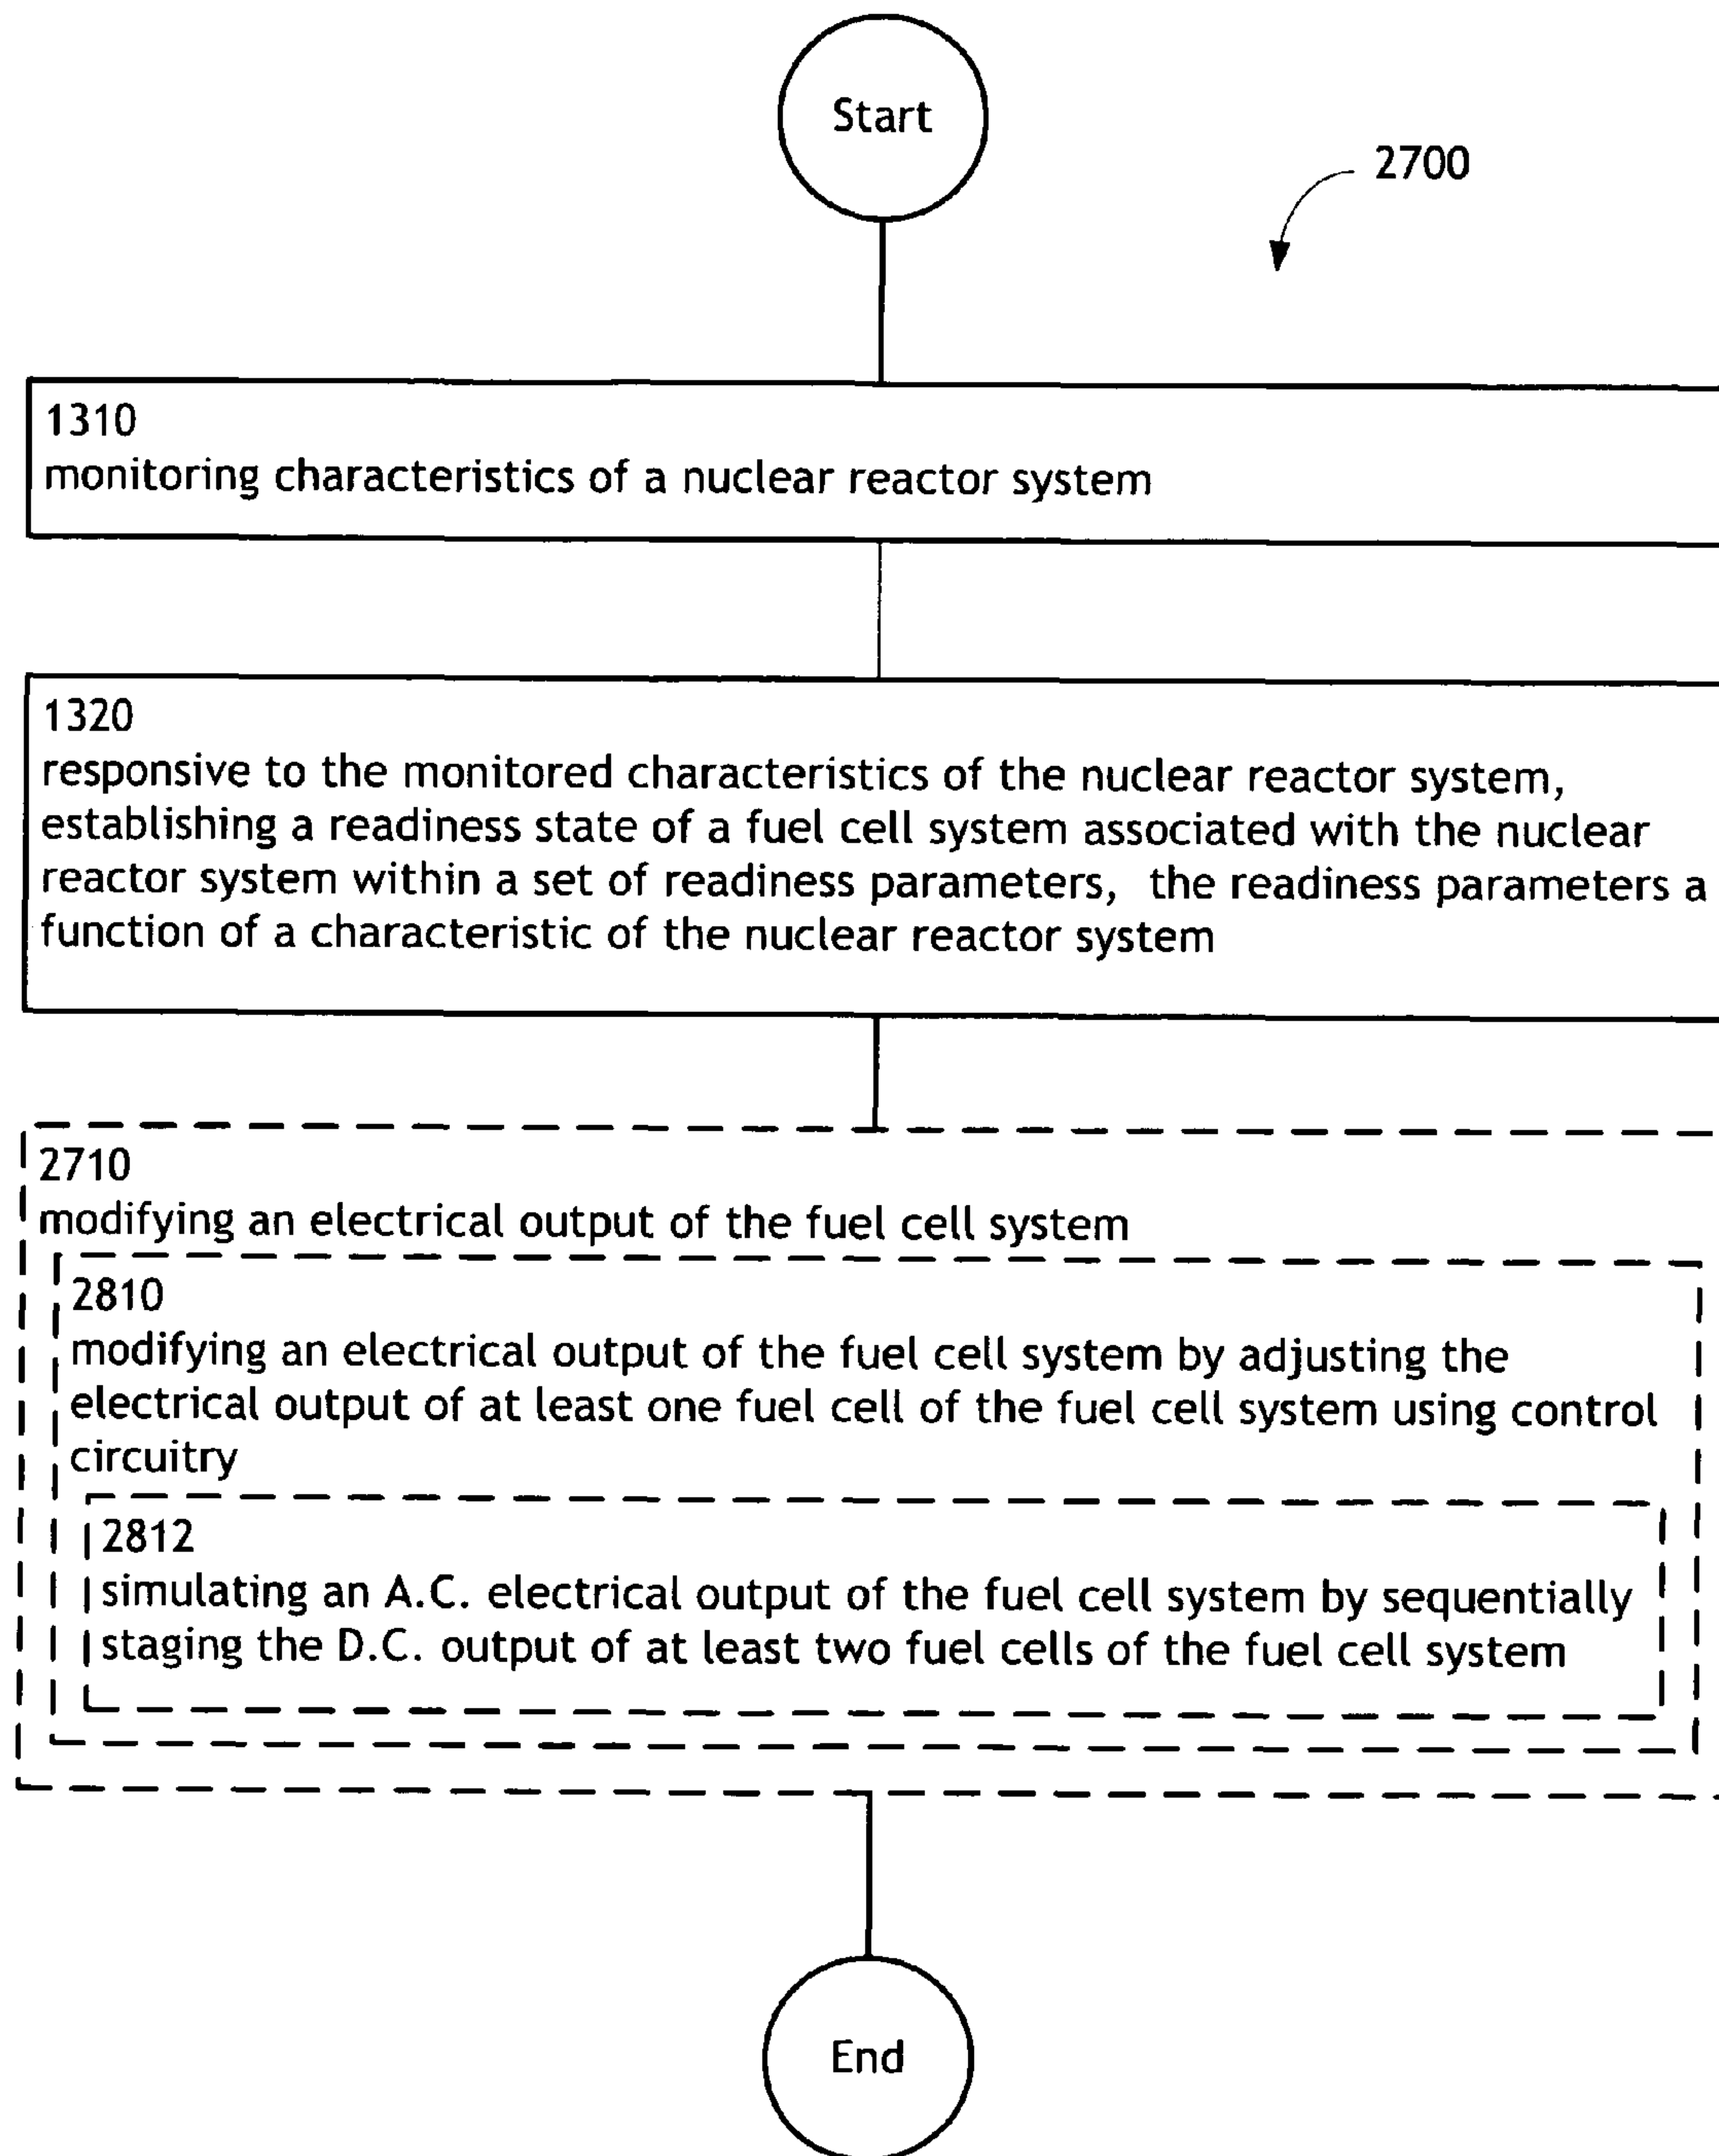 Start
2700
1310
monitoring characteristics of a nuclear reactor system
1320
responsive to the monitored characteristics of the nuclear reactor system,
establishing a readiness state of a fuel cell system associated with the nuclear
reactor system within a set of readiness parameters, the readiness parameters a
function of a characteristic of the nuclear reactor system
2710
modifying an electrical output of the fuel cell system
2810
modifying an electrical output of the fuel cell system by adjusting the
electrical output of at least one fuel cell of the fuel cell system using control
circuitry
2812
simulating an A.C. electrical output of the fuel cell system by sequentially
staging the D.C. output of at least two fuel cells of the fuel cell system
End